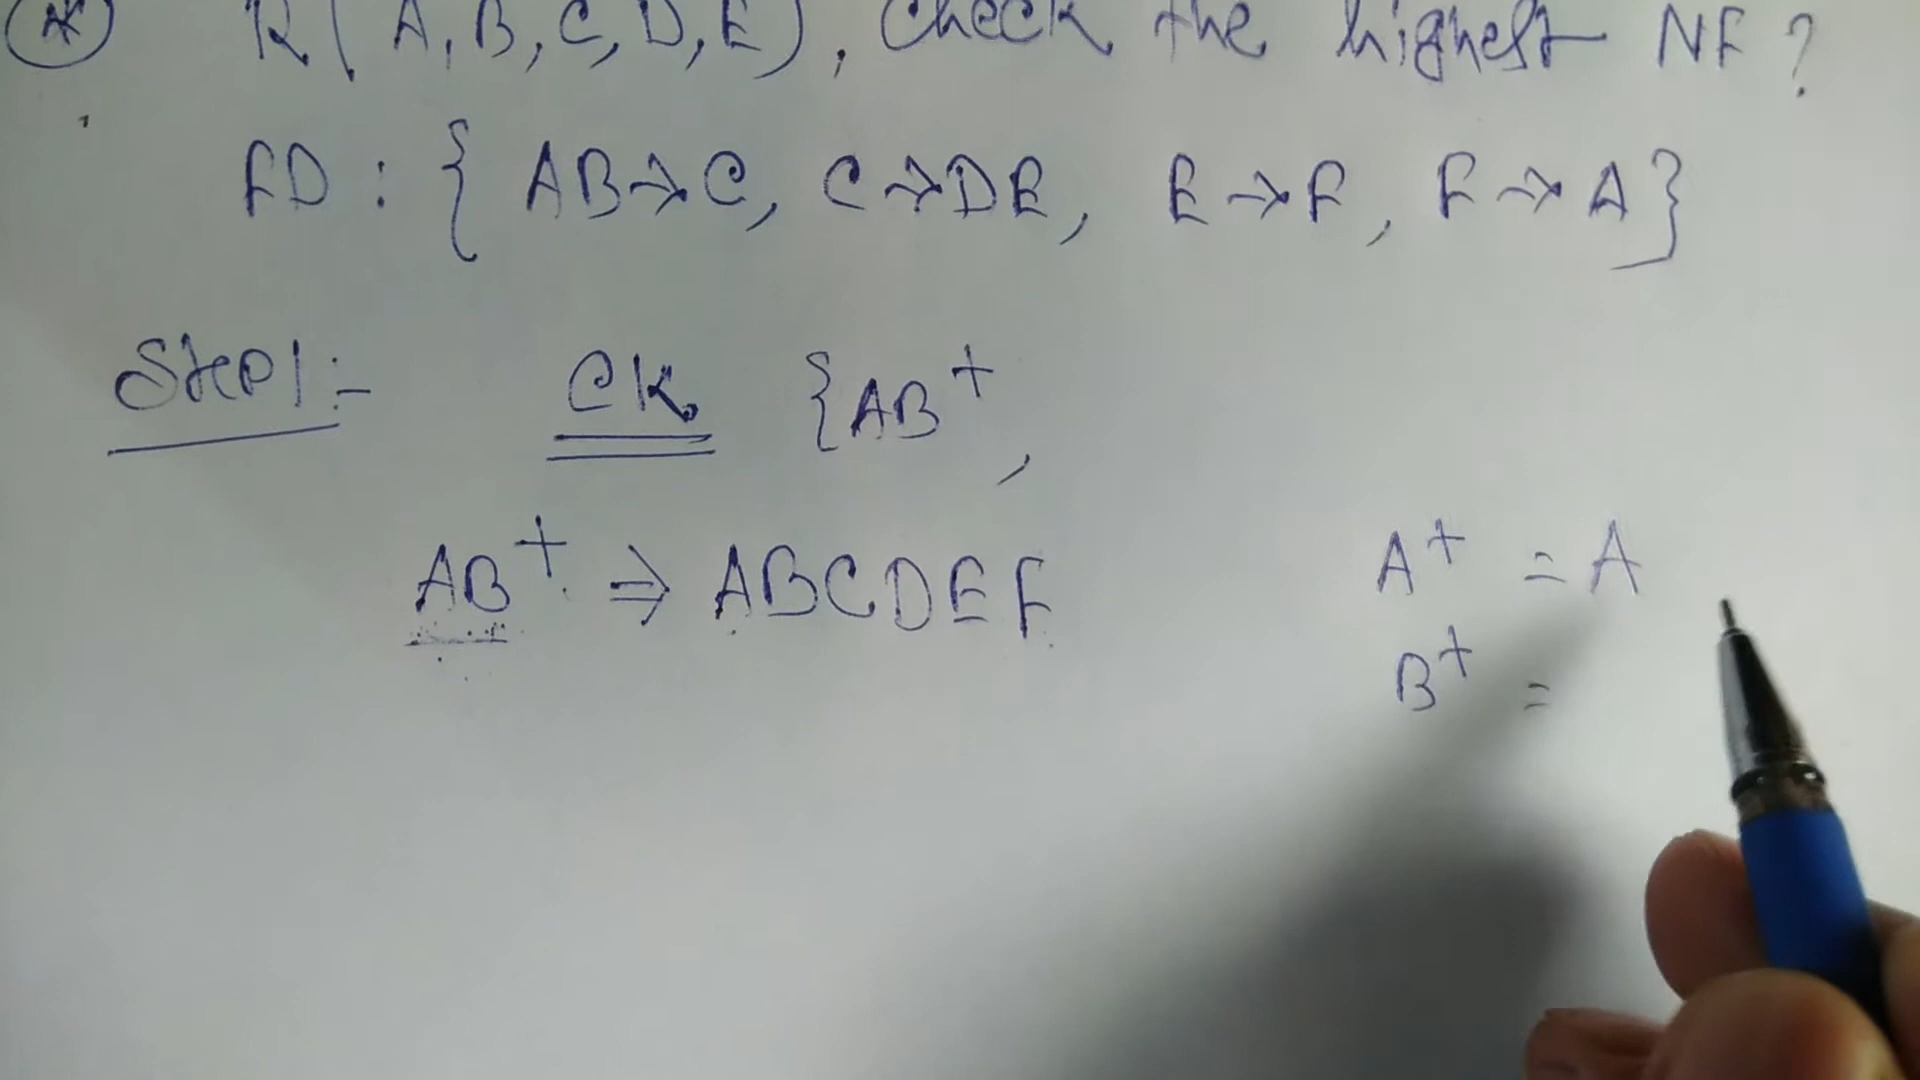 * R(A,B,C,D,E), Check the highest NF?
FD : { AB→C, C→DE, E→F, F→A}
Step1:- CK {AB+,
AB+ ⇒ ABCDEF
A+ = A
B+ =